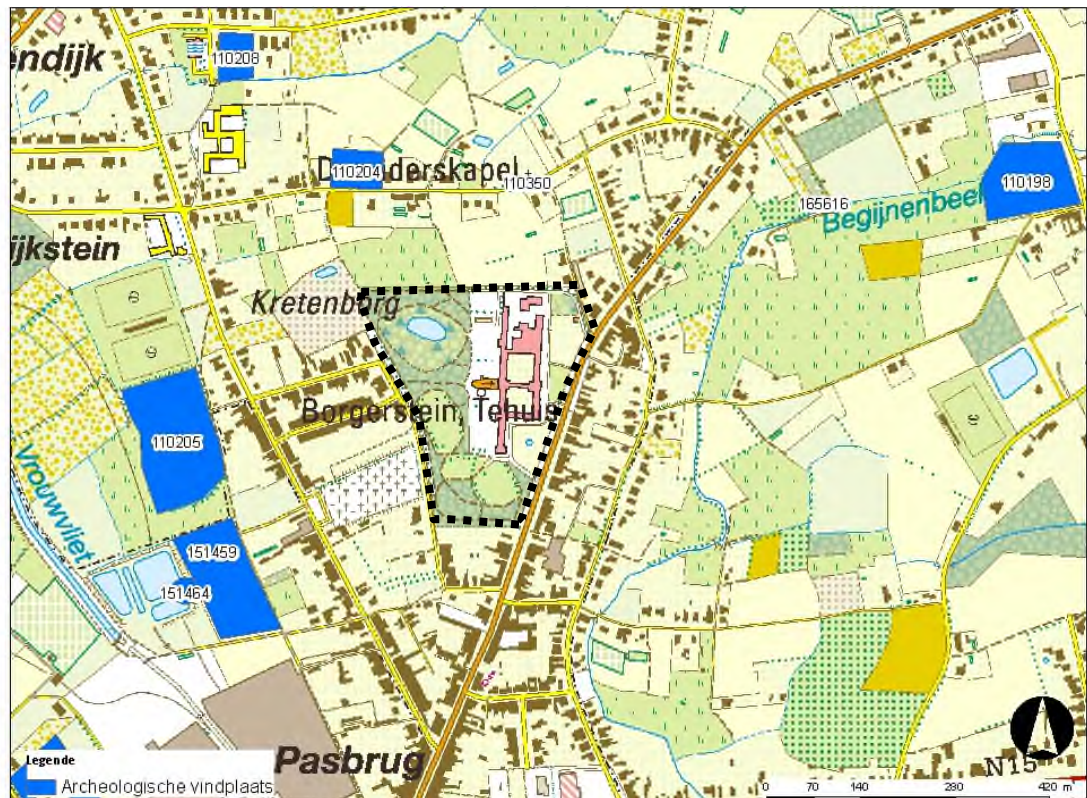 endijk
110208
110204
110350
derskapel
165616
110198
Begijnenbeek
ijkstein
Kretenborg
Borgerstein, Tehuis
110205
Vrouwvliet
151459
151464
Pasbrug
N15
Legende
Archeologische vindplaats
0 70 140 280 420 m